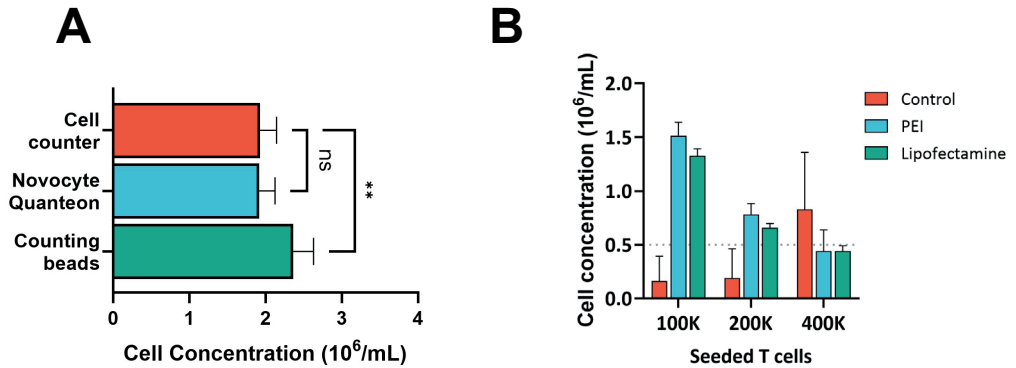 A
Cell
counter
Novocyte
Quanteon
Counting
beads
ns
**
0 1 2 3 4
Cell Concentration (10⁶/mL)
B
Cell concentration (10⁶/mL)
2.0
1.5
1.0
0.5
0.0
100K 200K 400K
Seeded T cells
Control
PEI
Lipofectamine